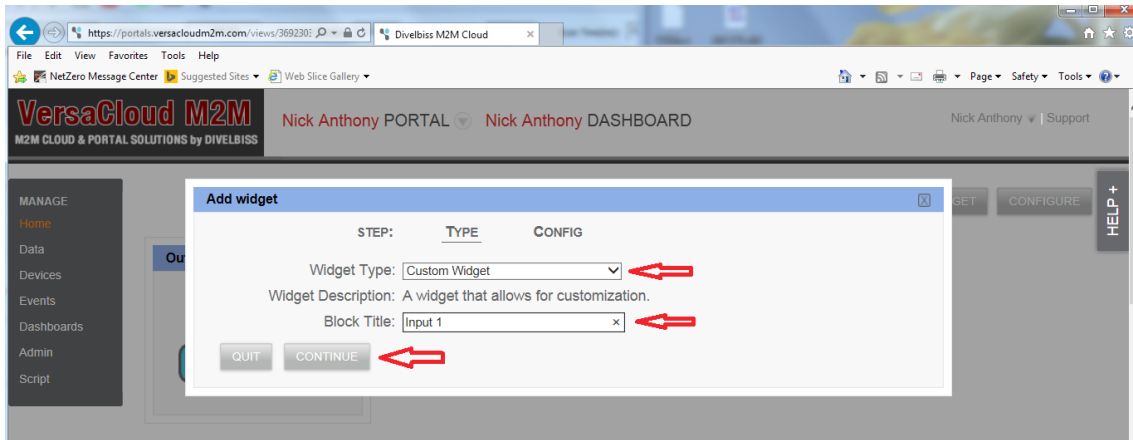 https://portals.versacloudm2m.com/views/369230
Divelbiss M2M Cloud
File Edit View Favorites Tools Help
NetZero Message Center Suggested Sites Web Slice Gallery
Page Safety Tools
VersaCloud M2M
M2M CLOUD & PORTAL SOLUTIONS by DIVELBISS
Nick Anthony PORTAL Nick Anthony DASHBOARD
Nick Anthony | Support
HELP +
MANAGE
Home
Data
Devices
Events
Dashboards
Admin
Script
Ou
GET CONFIGURE
Add widget
STEP: TYPE CONFIG
Widget Type: Custom Widget
Widget Description: A widget that allows for customization.
Block Title: Input 1
QUIT CONTINUE